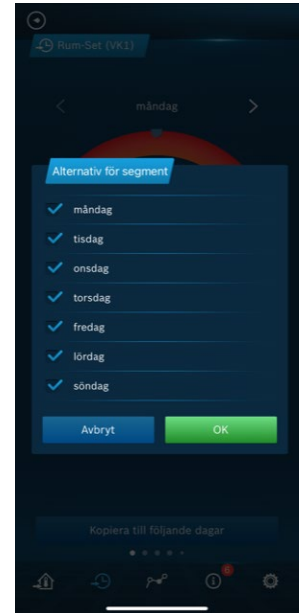 Rum-Set (VK1)
måndag
Alternativ för segment
måndag
tisdag
onsdag
torsdag
fredag
lördag
söndag
Avbryt
OK
Kopiera till följande dagar
6